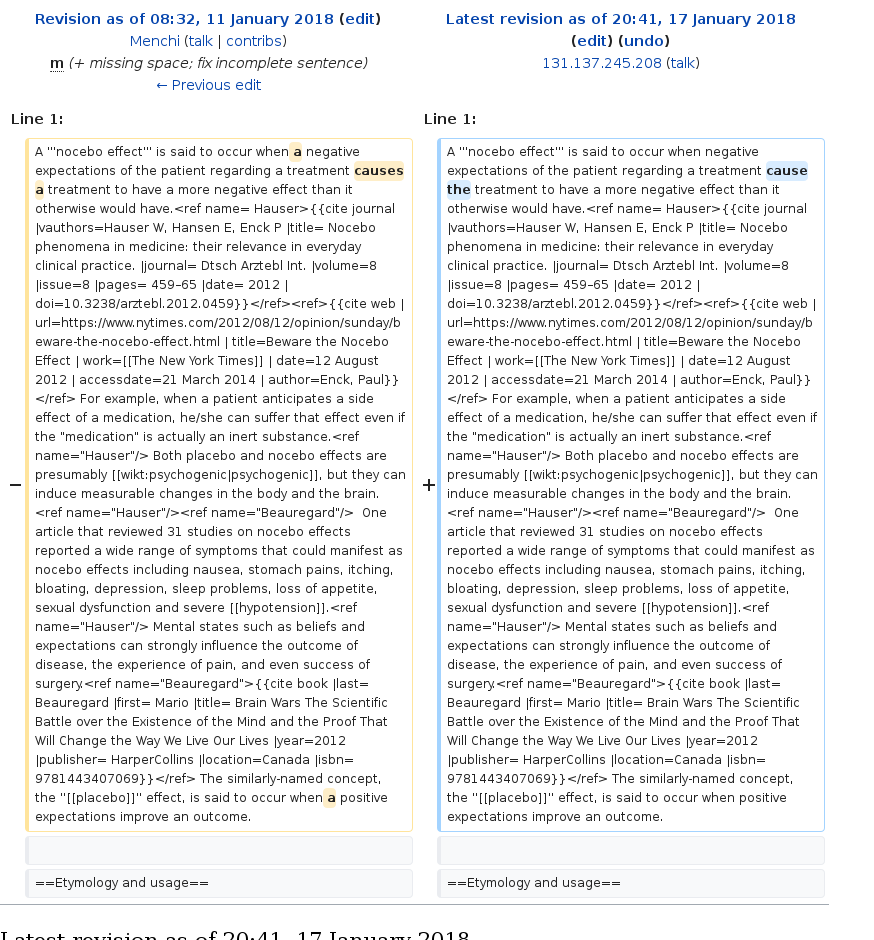 Revision as of 08:32, 11 January 2018 (edit)
Menchi (talk | contribs)
m (+ missing space; fix incomplete sentence)
← Previous edit
Latest revision as of 20:41, 17 January 2018
(edit) (undo)
131.137.245.208 (talk)
Line 1:
Line 1:
−
A '''nocebo effect''' is said to occur when a negative
expectations of the patient regarding a treatment causes
a treatment to have a more negative effect than it
otherwise would have.<ref name= Hauser>{{cite journal
|vauthors=Hauser W, Hansen E, Enck P |title= Nocebo
phenomena in medicine: their relevance in everyday
clinical practice. |journal= Dtsch Arztebl Int. |volume=8
|issue=8 |pages= 459–65 |date= 2012 |
doi=10.3238/arztebl.2012.0459}}</ref><ref>{{cite web |
url=https://www.nytimes.com/2012/08/12/opinion/sunday/b
eware-the-nocebo-effect.html | title=Beware the Nocebo
Effect | work=[[The New York Times]] | date=12 August
2012 | accessdate=21 March 2014 | author=Enck, Paul}}
</ref> For example, when a patient anticipates a side
effect of a medication, he/she can suffer that effect even if
the "medication" is actually an inert substance.<ref
name="Hauser"/> Both placebo and nocebo effects are
presumably [[wikt:psychogenic|psychogenic]], but they can
induce measurable changes in the body and the brain.
<ref name="Hauser"/><ref name="Beauregard"/>  One
article that reviewed 31 studies on nocebo effects
reported a wide range of symptoms that could manifest as
nocebo effects including nausea, stomach pains, itching,
bloating, depression, sleep problems, loss of appetite,
sexual dysfunction and severe [[hypotension]].<ref
name="Hauser"/> Mental states such as beliefs and
expectations can strongly influence the outcome of
disease, the experience of pain, and even success of
surgery.<ref name="Beauregard">{{cite book |last=
Beauregard |first= Mario |title= Brain Wars The Scientific
Battle over the Existence of the Mind and the Proof That
Will Change the Way We Live Our Lives |year=2012
|publisher= HarperCollins |location=Canada |isbn=
9781443407069}}</ref> The similarly-named concept,
the ''[[placebo]]'' effect, is said to occur when a positive
expectations improve an outcome.
+
A '''nocebo effect''' is said to occur when negative
expectations of the patient regarding a treatment cause
the treatment to have a more negative effect than it
otherwise would have.<ref name= Hauser>{{cite journal
|vauthors=Hauser W, Hansen E, Enck P |title= Nocebo
phenomena in medicine: their relevance in everyday
clinical practice. |journal= Dtsch Arztebl Int. |volume=8
|issue=8 |pages= 459–65 |date= 2012 |
doi=10.3238/arztebl.2012.0459}}</ref><ref>{{cite web |
url=https://www.nytimes.com/2012/08/12/opinion/sunday/b
eware-the-nocebo-effect.html | title=Beware the Nocebo
Effect | work=[[The New York Times]] | date=12 August
2012 | accessdate=21 March 2014 | author=Enck, Paul}}
</ref> For example, when a patient anticipates a side
effect of a medication, he/she can suffer that effect even if
the "medication" is actually an inert substance.<ref
name="Hauser"/> Both placebo and nocebo effects are
presumably [[wikt:psychogenic|psychogenic]], but they can
induce measurable changes in the body and the brain.
<ref name="Hauser"/><ref name="Beauregard"/>  One
article that reviewed 31 studies on nocebo effects
reported a wide range of symptoms that could manifest as
nocebo effects including nausea, stomach pains, itching,
bloating, depression, sleep problems, loss of appetite,
sexual dysfunction and severe [[hypotension]].<ref
name="Hauser"/> Mental states such as beliefs and
expectations can strongly influence the outcome of
disease, the experience of pain, and even success of
surgery.<ref name="Beauregard">{{cite book |last=
Beauregard |first= Mario |title= Brain Wars The Scientific
Battle over the Existence of the Mind and the Proof That
Will Change the Way We Live Our Lives |year=2012
|publisher= HarperCollins |location=Canada |isbn=
9781443407069}}</ref> The similarly-named concept,
the ''[[placebo]]'' effect, is said to occur when positive
expectations improve an outcome.
==Etymology and usage==
==Etymology and usage==
Latest revision as of 20:41, 17 January 2018